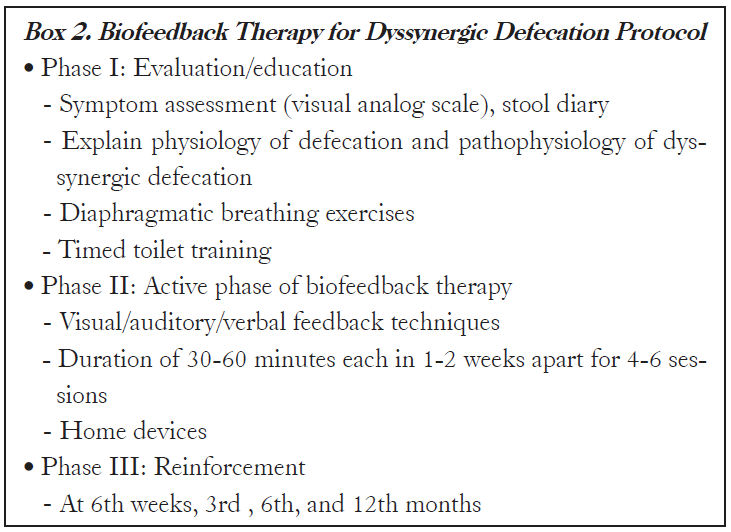 Box 2. Biofeedback Therapy for Dyssynergic Defecation Protocol
• Phase I: Evaluation/education
- Symptom assessment (visual analog scale), stool diary
- Explain physiology of defecation and pathophysiology of dys-
synergic defecation
- Diaphragmatic breathing exercises
- Timed toilet training
• Phase II: Active phase of biofeedback therapy
- Visual/auditory/verbal feedback techniques
- Duration of 30-60 minutes each in 1-2 weeks apart for 4-6 ses-
sions
- Home devices
• Phase III: Reinforcement
- At 6th weeks, 3rd , 6th, and 12th months